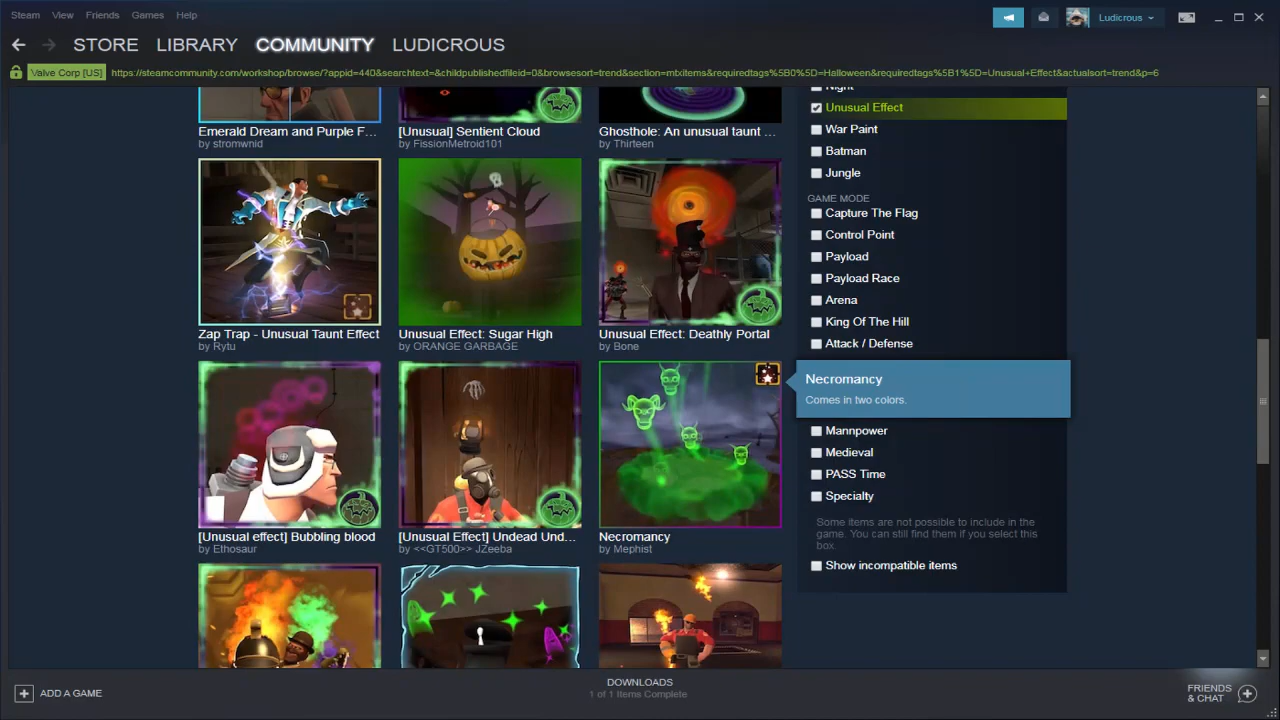 Steam View Friends Games Help
Ludicrous
STORE LIBRARY COMMUNITY LUDICROUS
Valve Corp [US] https://steamcommunity.com/workshop/browse/?appid=440&searchtext=&childpublishedfileid=0&browsesort=trend&section=mtxitems&requiredtags%5B0%5D=Halloween&requiredtags%5B1%5D=Unusual+Effect&actualsort=trend&p=6
Emerald Dream and Purple F...
by stromwnid
[Unusual] Sentient Cloud
by FissionMetroid101
Ghosthole: An unusual taunt ...
by Thirteen
Zap Trap - Unusual Taunt Effect
by Rytu
Unusual Effect: Sugar High
by ORANGE GARBAGE
Unusual Effect: Deathly Portal
by Bone
[Unusual effect] Bubbling blood
by Ethosaur
[Unusual Effect] Undead Und...
by <<GT500>> JZeeba
Necromancy
by Mephist
Night
Unusual Effect
War Paint
Batman
Jungle
GAME MODE
Capture The Flag
Control Point
Payload
Payload Race
Arena
King Of The Hill
Attack / Defense
Necromancy
Comes in two colors.
Mannpower
Medieval
PASS Time
Specialty
Some items are not possible to include in the
game. You can still find them if you select this
box.
Show incompatible items
ADD A GAME
DOWNLOADS
1 of 1 Items Complete
FRIENDS
& CHAT